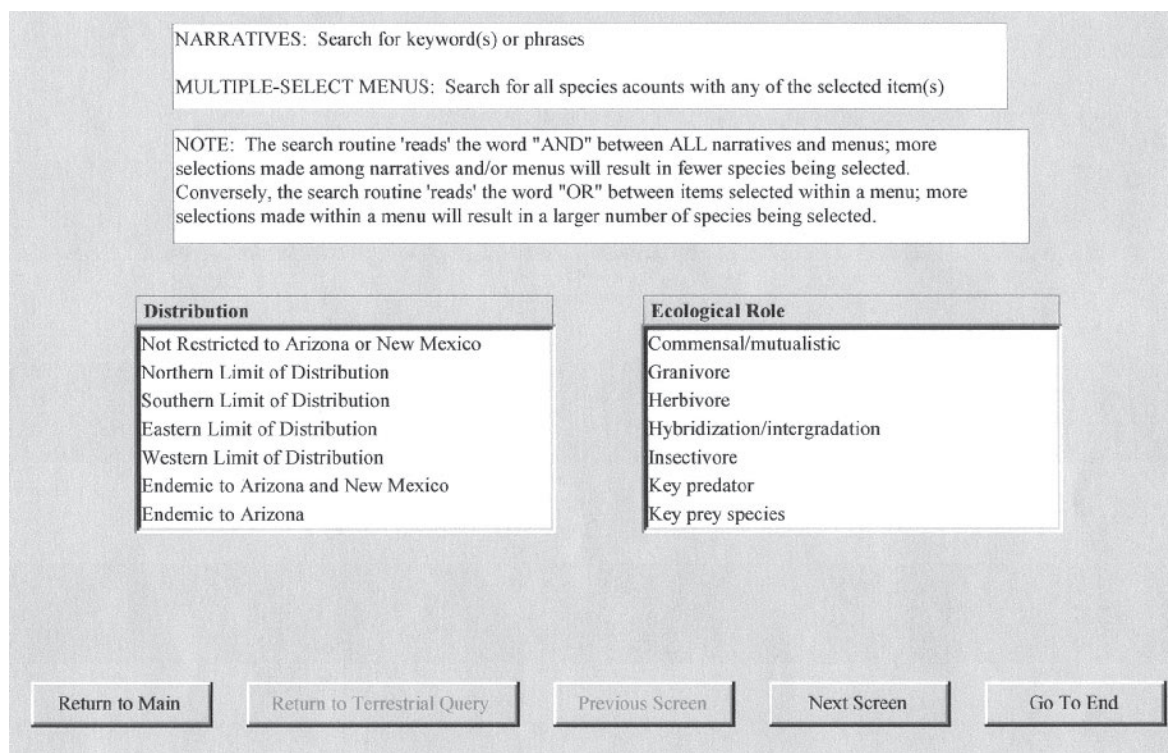 NARRATIVES: Search for keyword(s) or phrases
MULTIPLE-SELECT MENUS: Search for all species acounts with any of the selected item(s)
NOTE: The search routine 'reads' the word "AND" between ALL narratives and menus; more
selections made among narratives and/or menus will result in fewer species being selected.
Conversely, the search routine 'reads' the word "OR" between items selected within a menu; more
selections made within a menu will result in a larger number of species being selected.
Distribution
Not Restricted to Arizona or New Mexico
Northern Limit of Distribution
Southern Limit of Distribution
Eastern Limit of Distribution
Western Limit of Distribution
Endemic to Arizona and New Mexico
Endemic to Arizona
Ecological Role
Commensal/mutualistic
Granivore
Herbivore
Hybridization/intergradation
Insectivore
Key predator
Key prey species
Return to Main
Return to Terrestrial Query
Previous Screen
Next Screen
Go To End